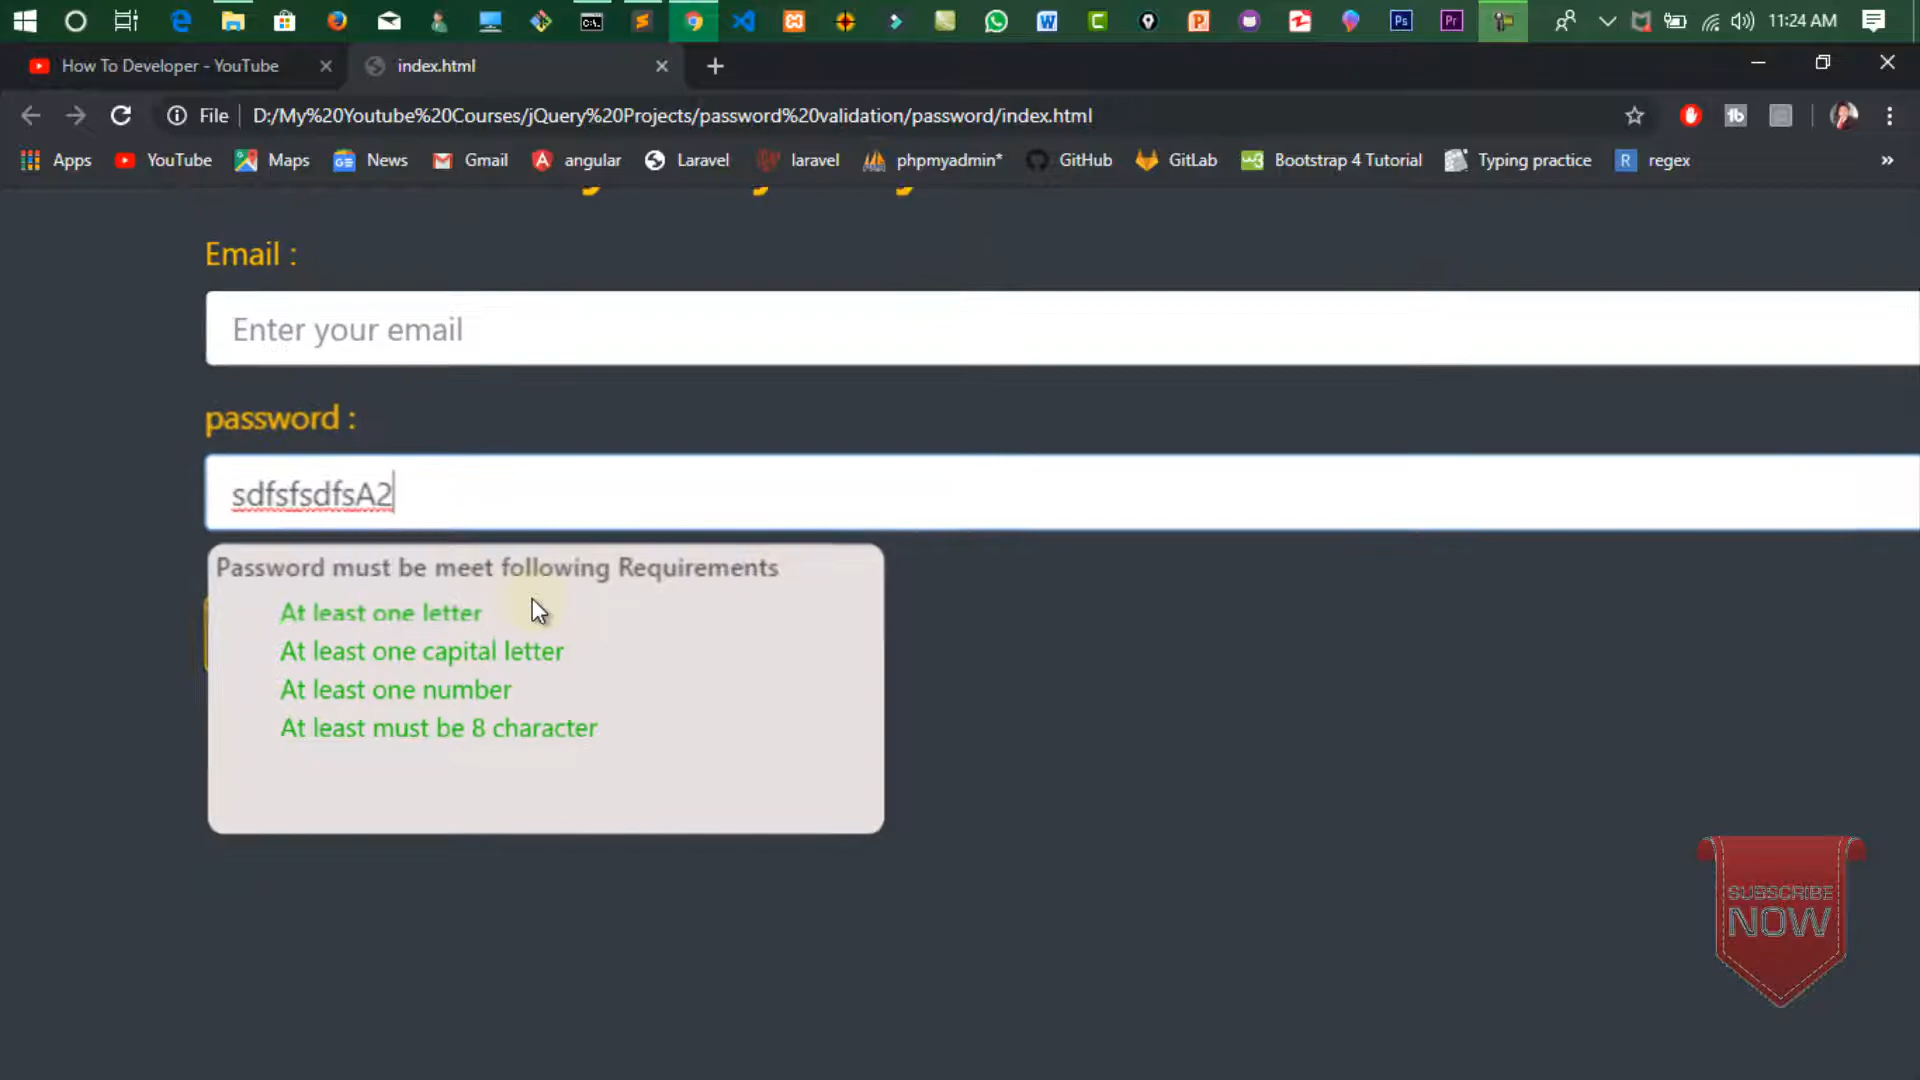 11:24 AM
How To Developer - YouTube
index.html
File
D:/My%20Youtube%20Courses/jQuery%20Projects/password%20validation/password/index.html
Apps
YouTube
Maps
News
Gmail
angular
Laravel
laravel
phpmyadmin*
GitHub
GitLab
Bootstrap 4 Tutorial
Typing practice
R
regex
»
Email :
Enter your email
password :
sdfsfsdfsA2
Password must be meet following Requirements
At least one letter
At least one capital letter
At least one number
At least must be 8 character
SUBSCRIBE
NOW